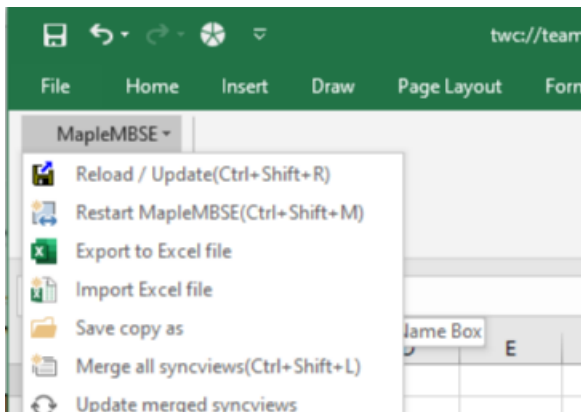 twc://team
File Home Insert Draw Page Layout Forn
MapleMBSE
Reload / Update(Ctrl+Shift+R)
Restart MapleMBSE(Ctrl+Shift+M)
Export to Excel file
Import Excel file
Save copy as
Name Box
E
Merge all syncviews(Ctrl+Shift+L)
Update merged syncviews